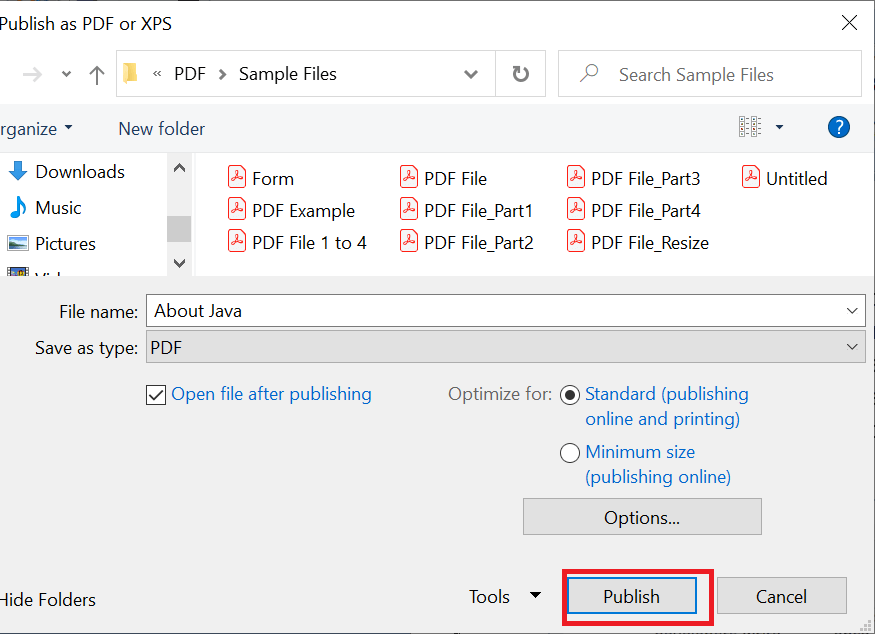 Publish as PDF or XPS
« PDF > Sample Files
Search Sample Files
rganize
New folder
?
Downloads
Music
Pictures
Form
PDF Example
PDF File 1 to 4
PDF File
PDF File_Part1
PDF File_Part2
PDF File_Part3
PDF File_Part4
PDF File_Resize
Untitled
File name: About Java
Save as type: PDF
Open file after publishing
Optimize for: Standard (publishing
online and printing)
Minimum size
(publishing online)
Options...
Hide Folders
Tools
Publish
Cancel